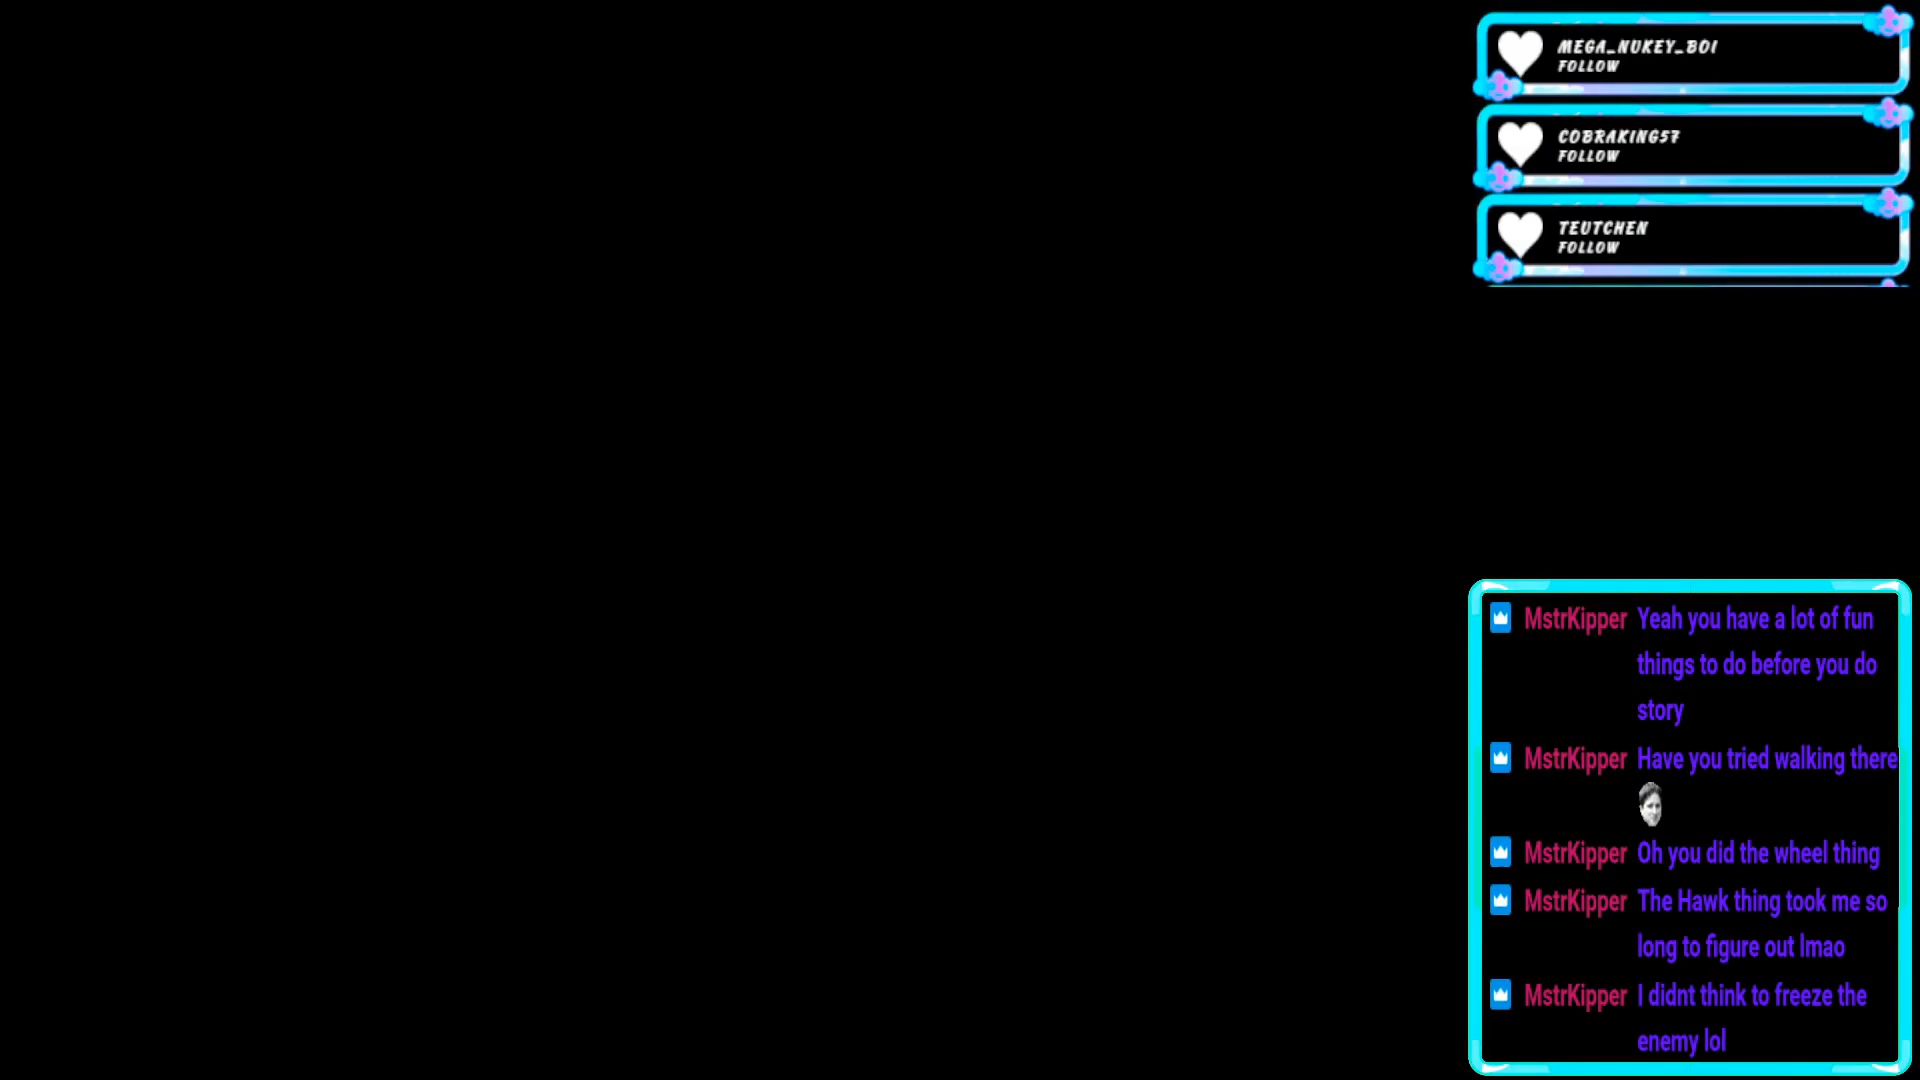 MEGA_NUKEY_BOI
FOLLOW
COBRAKING57
FOLLOW
TEUTCHEN
FOLLOW
MstrKipper Yeah you have a lot of fun
things to do before you do
story
MstrKipper Have you tried walking there
MstrKipper Oh you did the wheel thing
MstrKipper The Hawk thing took me so
long to figure out lmao
MstrKipper I didnt think to freeze the
enemy lol